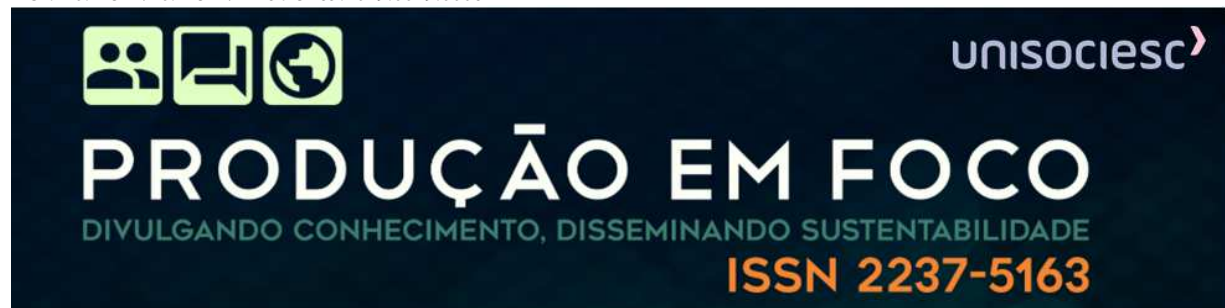 unisociesc
PRODUÇÃO EM FOCO
DIVULGANDO CONHECIMENTO, DISSEMINANDO SUSTENTABILIDADE
ISSN 2237-5163